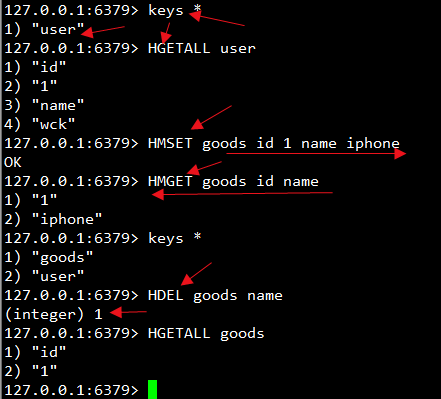 127.0.0.1:6379> keys *
1) "user"
127.0.0.1:6379> HGETALL user
1) "id"
2) "1"
3) "name"
4) "wck"
127.0.0.1:6379> HMSET goods id 1 name iphone
OK
127.0.0.1:6379> HMGET goods id name
1) "1"
2) "iphone"
127.0.0.1:6379> keys *
1) "goods"
2) "user"
127.0.0.1:6379> HDEL goods name
(integer) 1
127.0.0.1:6379> HGETALL goods
1) "id"
2) "1"
127.0.0.1:6379>